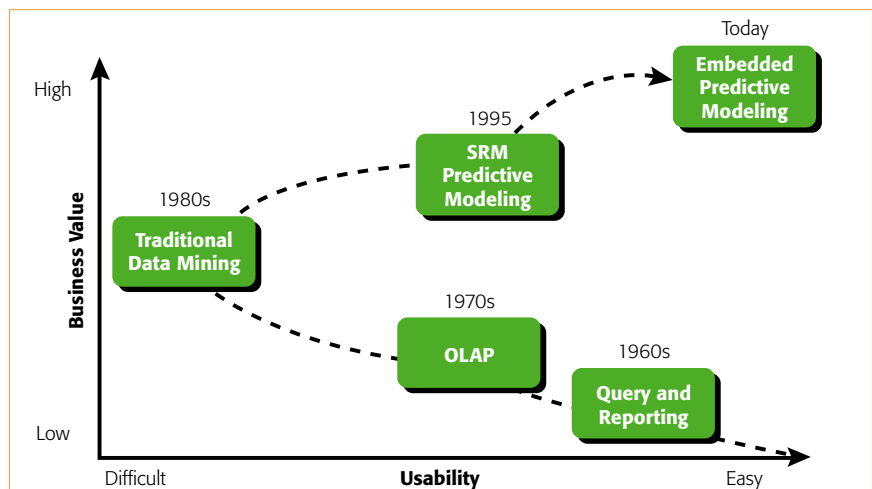 Today
High
Embedded
Predictive
Modeling
1995
SRM
Predictive
Modeling
1980s
Traditional
Data Mining
Business Value
1970s
OLAP
1960s
Query and
Reporting
Low
Difficult
Usability
Easy